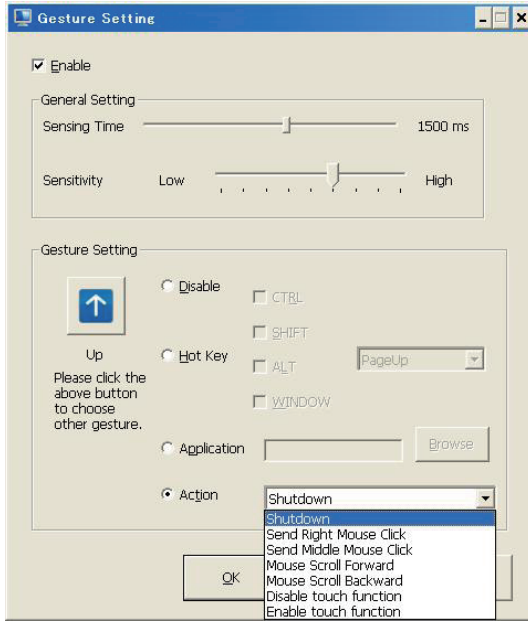 Gesture Setting
Enable
General Setting
Sensing Time 1500 ms
Sensitivity Low High
Gesture Setting
Disable
CTRL
SHIFT
Up
Hot Key
ALT
PageUp
Please click the
above button
to choose
other gesture.
WINDOW
Application
Browse
Action
Shutdown
Shutdown
Send Right Mouse Click
Send Middle Mouse Click
Mouse Scroll Forward
Mouse Scroll Backward
Disable touch function
Enable touch function
OK